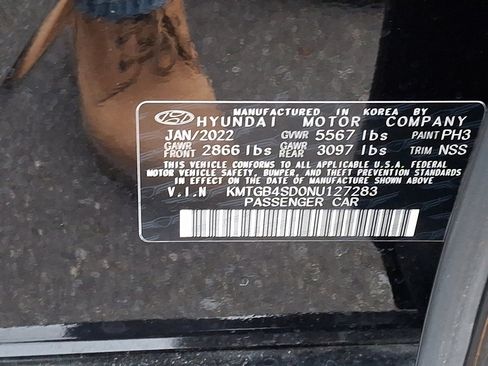 MANUFACTURED IN KOREA BY
HYUNDAI MOTOR COMPANY
JAN/2022 GVWR 5567 lbs PAINT PH3
GAWR FRONT 2866 lbs GAWR REAR 3097 lbs TRIM NSS
THIS VEHICLE CONFORMS TO ALL APPLICABLE U.S.A. FEDERAL
MOTOR VEHICLE SAFETY, BUMPER, AND THEFT PREVENTION STANDARDS
IN EFFECT ON THE DATE OF MANUFACTURE SHOWN ABOVE.
V.I.N KMTGB4SD0NU127283
PASSENGER CAR